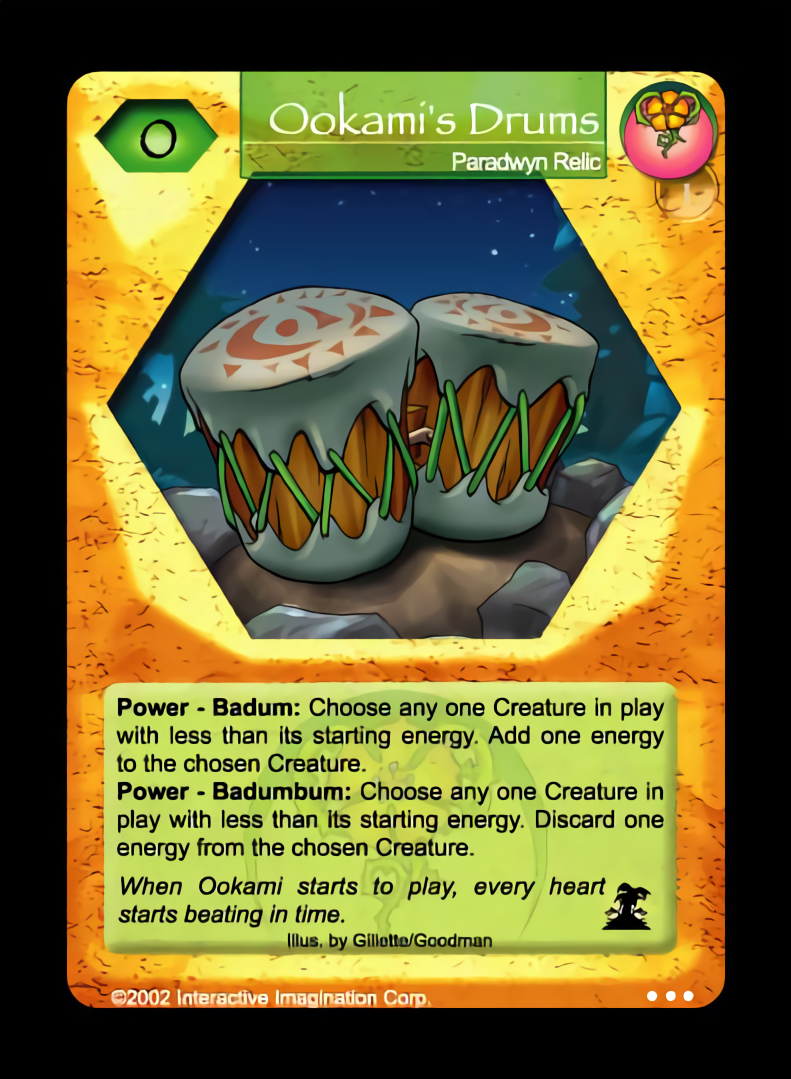 0
Ookami's Drums
Paradwyn Relic
Power - Badum: Choose any one Creature in play
with less than its starting energy. Add one energy
to the chosen Creature.
Power - Badumbum: Choose any one Creature in
play with less than its starting energy. Discard one
energy from the chosen Creature.
When Ookami starts to play, every heart
starts beating in time.
Illus. by Gillette/Goodman
©2002 Interactive Imagination Corp.